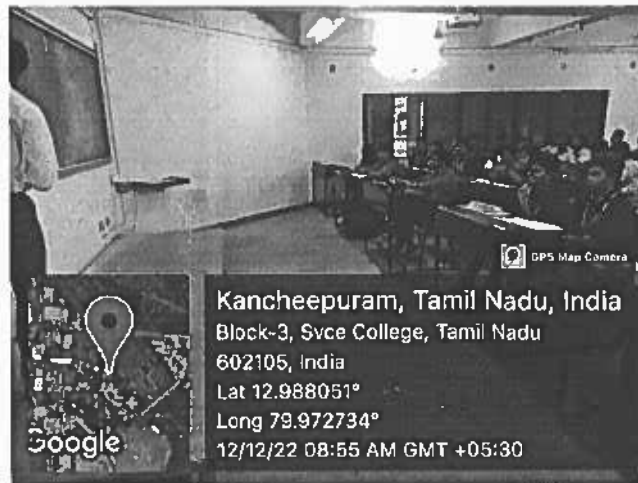 GPS Map Camera
Kancheepuram, Tamil Nadu, India
Block-3, Svce College, Tamil Nadu
602105, India
Lat 12.988051°
Long 79.972734°
12/12/22 08:55 AM GMT +05:30
Google